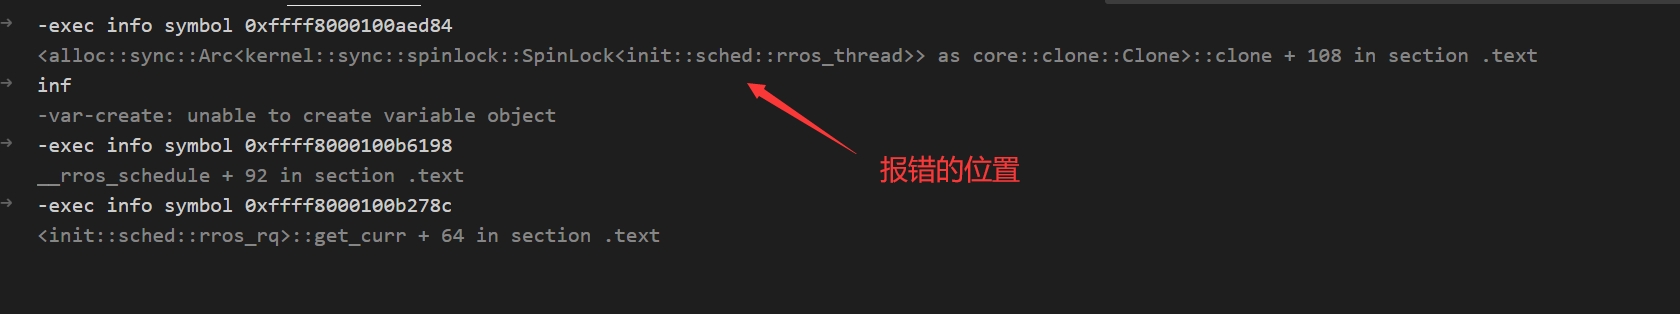 -exec info symbol 0xffff8000100aed84
<alloc::sync::Arc<kernel::sync::spinlock::SpinLock<init::sched::rros_thread>> as core::clone::Clone>::clone + 108 in section .text
inf
-var-create: unable to create variable object
-exec info symbol 0xffff8000100b6198
__rros_schedule + 92 in section .text
报错的位置
-exec info symbol 0xffff8000100b278c
<init::sched::rros_rq>::get_curr + 64 in section .text